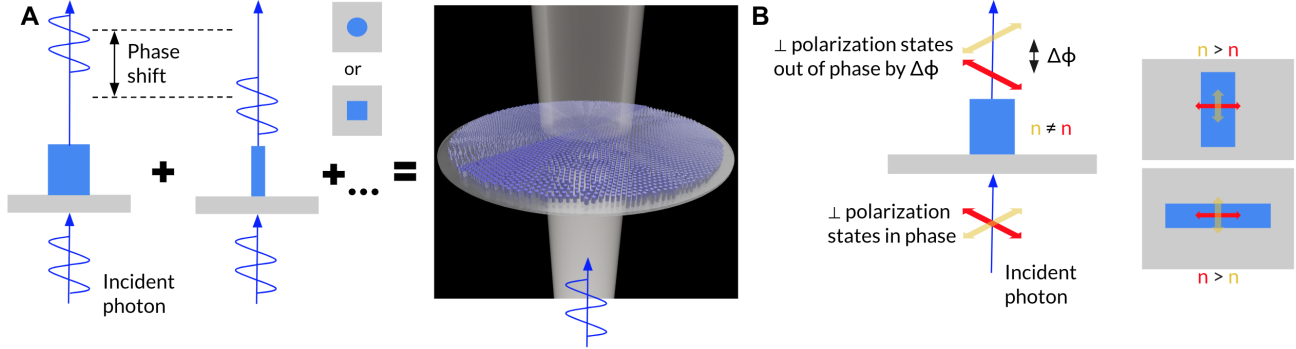 A
Phase
shift
or
+
+... =
Incident
photon
B
⊥ polarization states
out of phase by Δϕ
Δϕ
n ≠ n
⊥ polarization
states in phase
Incident
photon
n > n
n > n